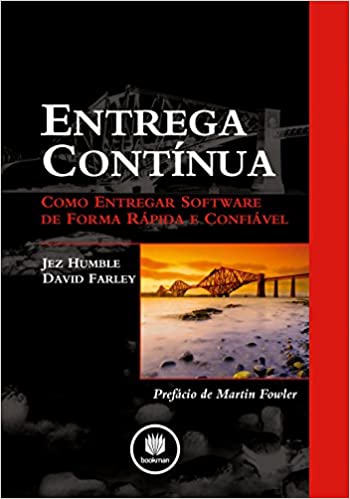 ENTREGA
CONTÍNUA
COMO ENTREGAR SOFTWARE
DE FORMA RÁPIDA E CONFIÁVEL
JEZ HUMBLE
DAVID FARLEY
Prefácio de Martin Fowler
bookman